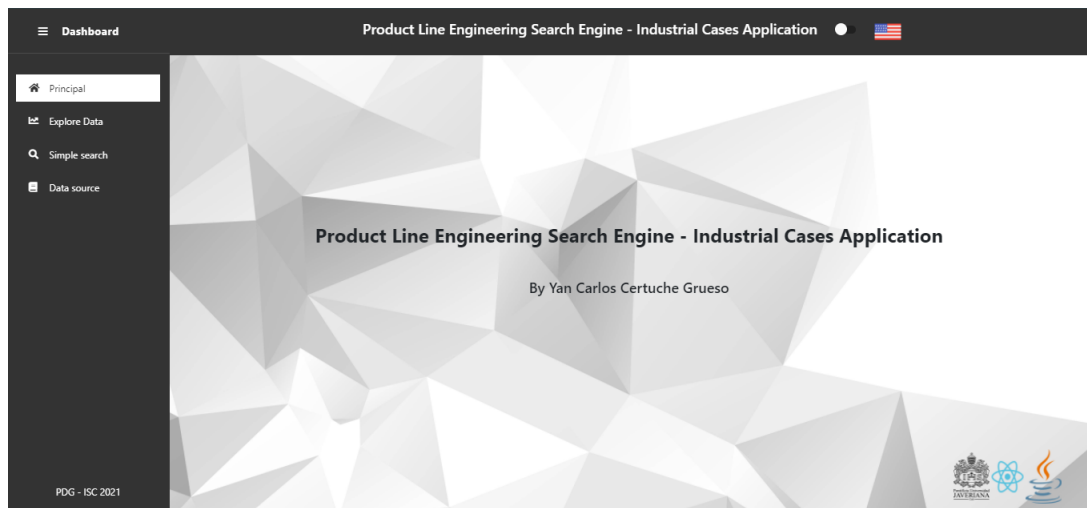 Dashboard
Product Line Engineering Search Engine - Industrial Cases Application
Principal
Explore Data
Simple search
Data source
Product Line Engineering Search Engine - Industrial Cases Application
By Yan Carlos Certuche Grueso
PDG - ISC 2021
JAVERIANA